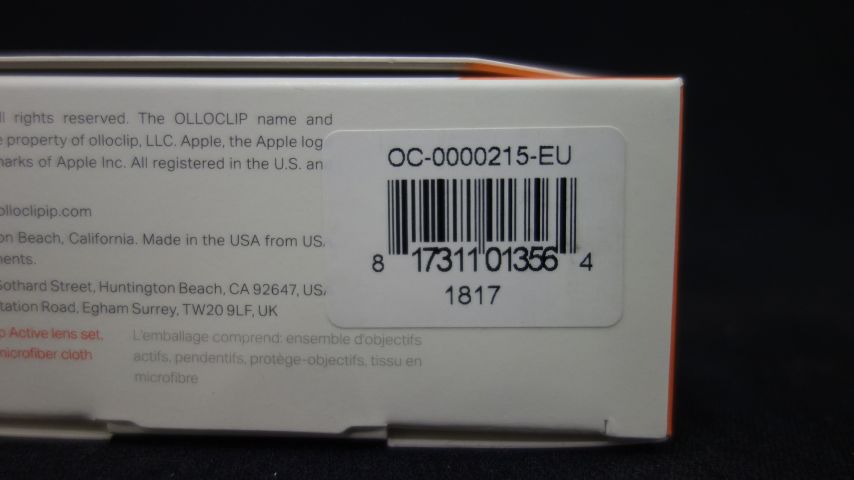 ll rights reserved. The OLLOCLIP name and
e property of olloclip, LLC. Apple, the Apple log
marks of Apple Inc. All registered in the U.S. an
olloclipip.com
on Beach, California. Made in the USA from US
nents.
Gothard Street, Huntington Beach, CA 92647, USA
tation Road, Egham Surrey, TW20 9LF, UK
p Active lens set,
microfiber cloth
L'emballage comprend: ensemble d'objectifs
actifs, pendentifs, protège-objectifs, tissu en
microfibre
OC-0000215-EU
8 17311 01356 4
1817